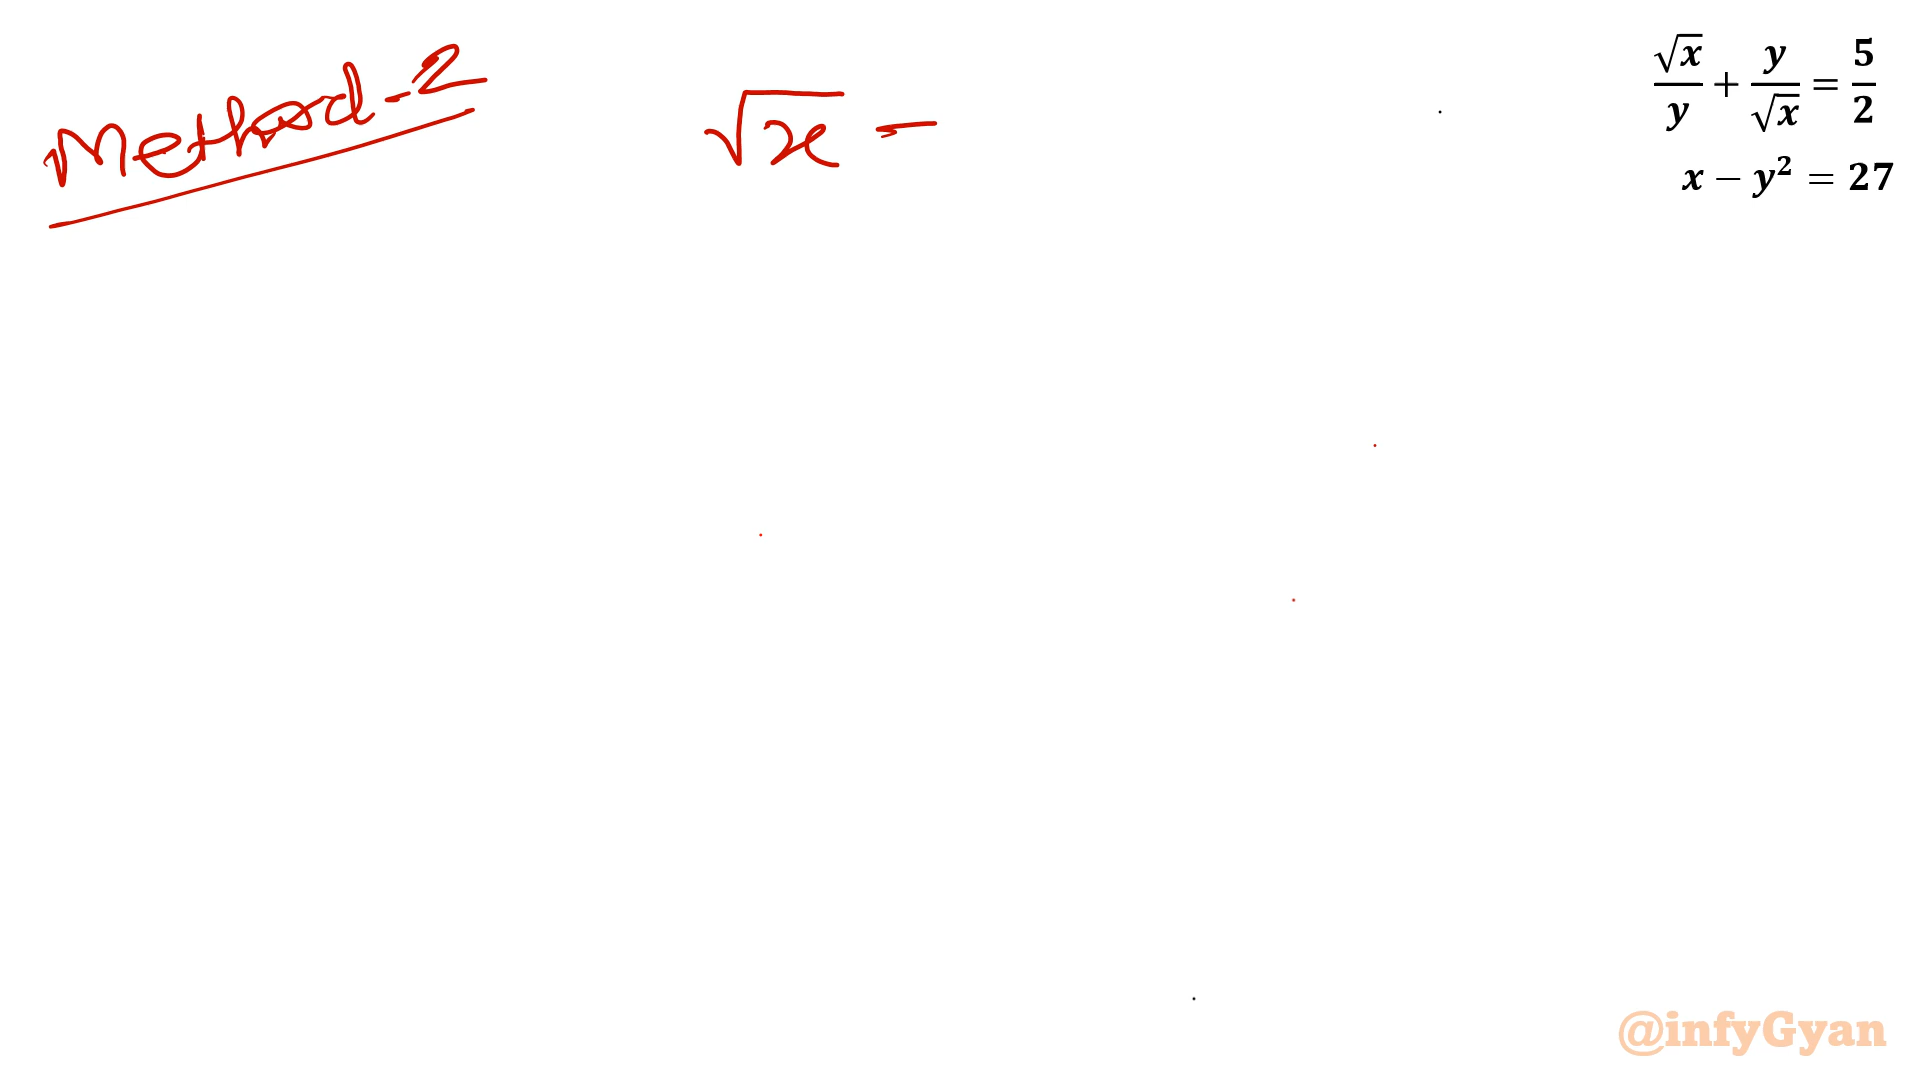 Method-2
√x =
√x/y + y/√x = 5/2
x − y² = 27
@infyGyan